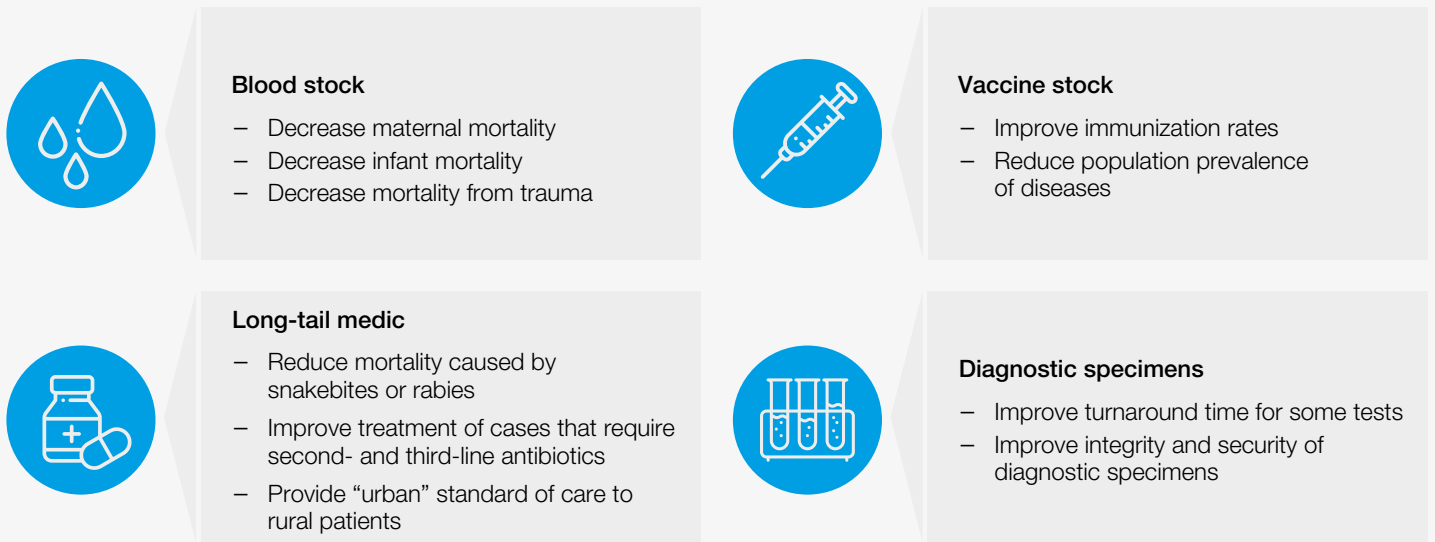 Blood stock
– Decrease maternal mortality
– Decrease infant mortality
– Decrease mortality from trauma
Vaccine stock
– Improve immunization rates
– Reduce population prevalence
of diseases
Long-tail medic
– Reduce mortality caused by
snakebites or rabies
– Improve treatment of cases that require
second- and third-line antibiotics
– Provide “urban” standard of care to
rural patients
Diagnostic specimens
– Improve turnaround time for some tests
– Improve integrity and security of
diagnostic specimens